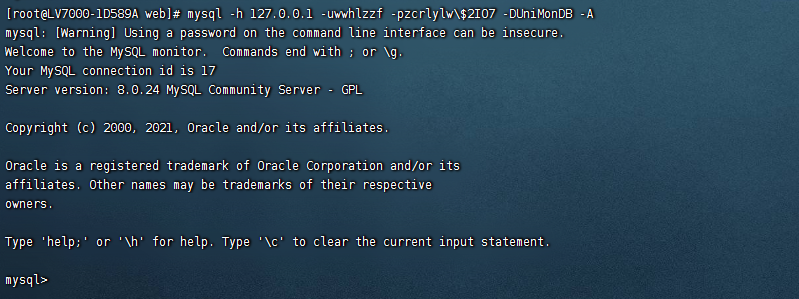 [root@LV7000-1D589A web]# mysql -h 127.0.0.1 -uwwhlzzf -pzcrlylw\$2IO7 -DUniMonDB -A
mysql: [Warning] Using a password on the command line interface can be insecure.
Welcome to the MySQL monitor.  Commands end with ; or \g.
Your MySQL connection id is 17
Server version: 8.0.24 MySQL Community Server - GPL

Copyright (c) 2000, 2021, Oracle and/or its affiliates.

Oracle is a registered trademark of Oracle Corporation and/or its
affiliates. Other names may be trademarks of their respective
owners.

Type 'help;' or '\h' for help. Type '\c' to clear the current input statement.

mysql>